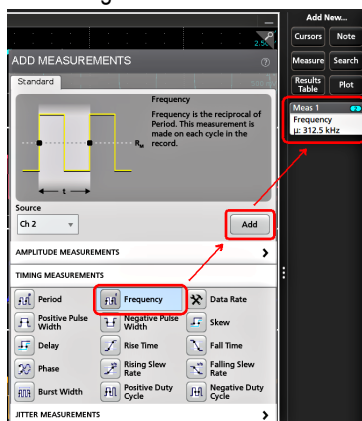 Add New...
Cursors Note
Measure Search
Results Table Plot
Meas 1 2
Frequency
µ: 312.5 kHz
ADD MEASUREMENTS
Standard
Frequency
Frequency is the reciprocal of
Period. This measurement is
made on each cycle in the
record.
RM
t
Source
Ch 2
Add
AMPLITUDE MEASUREMENTS
TIMING MEASUREMENTS
Period Frequency Data Rate
Positive Pulse Width Negative Pulse Width Skew
Delay Rise Time Fall Time
Phase Rising Slew Rate Falling Slew Rate
Burst Width Positive Duty Cycle Negative Duty Cycle
JITTER MEASUREMENTS